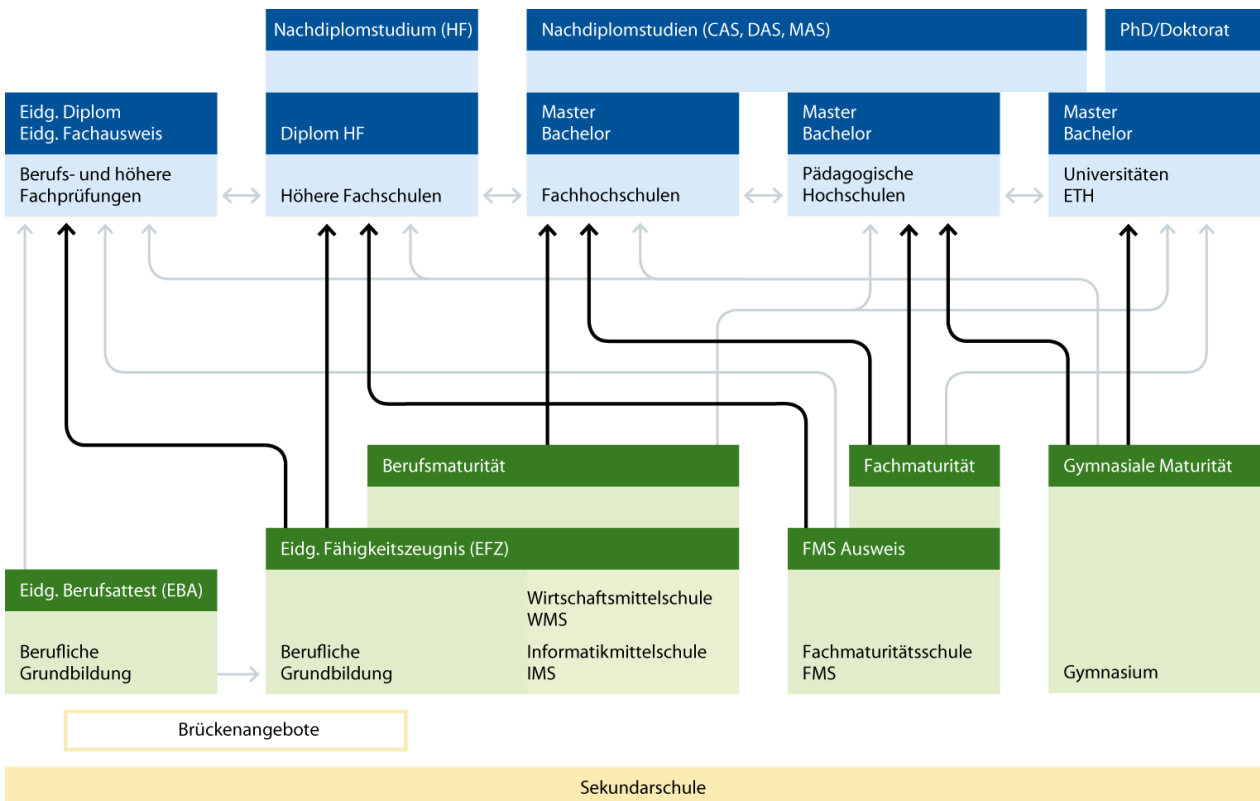 Nachdiplomstudium (HF)
Nachdiplomstudien (CAS, DAS, MAS)
PhD/Doktorat
Eidg. Diplom
Eidg. Fachausweis
Diplom HF
Master
Bachelor
Master
Bachelor
Master
Bachelor
Berufs- und höhere
Fachprüfungen
Höhere Fachschulen
Fachhochschulen
Pädagogische
Hochschulen
Universitäten
ETH
Berufsmaturität
Fachmaturität
Gymnasiale Maturität
Eidg. Fähigkeitszeugnis (EFZ)
FMS Ausweis
Eidg. Berufsattest (EBA)
Wirtschaftsmittelschule
WMS
Berufliche
Grundbildung
Berufliche
Grundbildung
Informatikmittelschule
IMS
Fachmaturitätsschule
FMS
Gymnasium
Brückenangebote
Sekundarschule